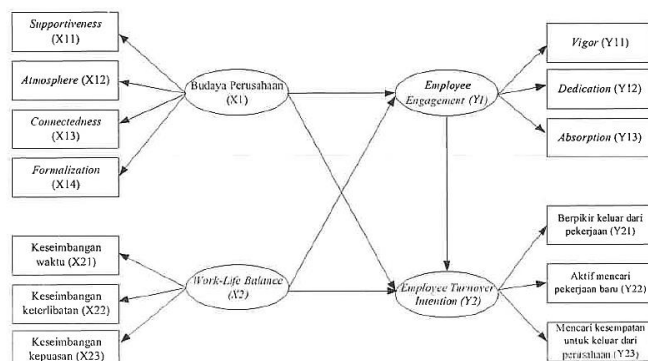 Supportiveness
(X11)
Atmosphere (X12)
Connectedness
(X13)
Formalization
(X14)
Budaya Perusahaan
(X1)
Employee
Engagement (Y1)
Vigor (Y11)
Dedication (Y12)
Absorption (Y13)
Keseimbangan
waktu (X21)
Keseimbangan
keterlibatan (X22)
Keseimbangan
kepuasan (X23)
Work-Life Balance
(X2)
Employee Turnover
Intention (Y2)
Berpikir keluar dari
pekerjaan (Y21)
Aktif mencari
pekerjaan baru (Y22)
Mencari kesempatan
untuk keluar dari
perusahaan (Y23)